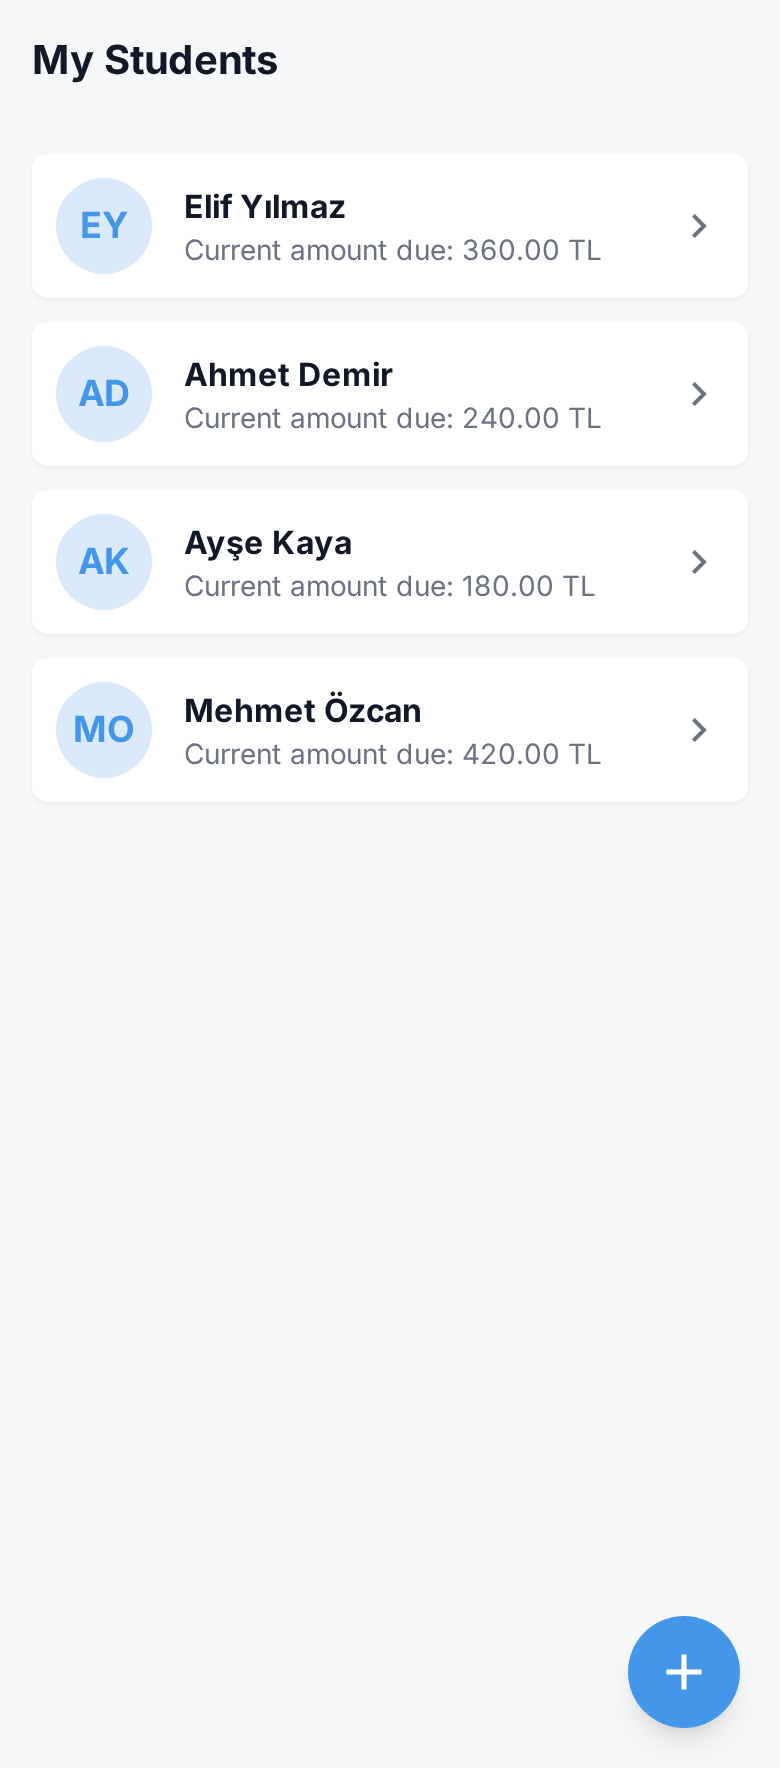 My Students
EY
Elif Yılmaz
Current amount due: 360.00 TL
AD
Ahmet Demir
Current amount due: 240.00 TL
AK
Ayşe Kaya
Current amount due: 180.00 TL
MO
Mehmet Özcan
Current amount due: 420.00 TL